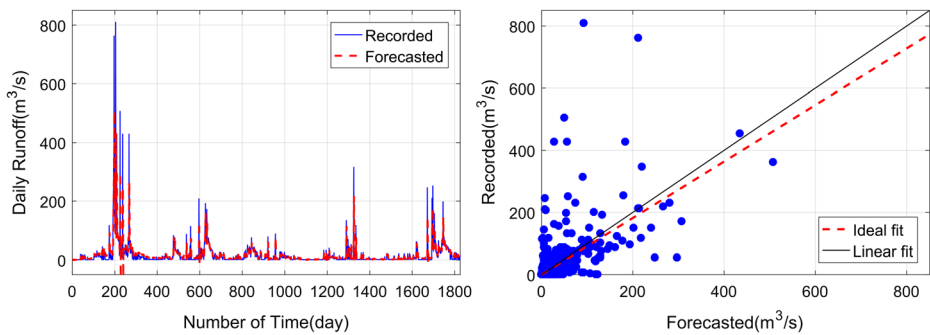 Daily Runoff(m³/s)
800
600
400
200
0
0 200 400 600 800 1000 1200 1400 1600 1800
Number of Time(day)
Recorded
Forecasted
Recorded(m³/s)
800
600
400
200
0
0 200 400 600 800
Forecasted(m³/s)
Ideal fit
Linear fit